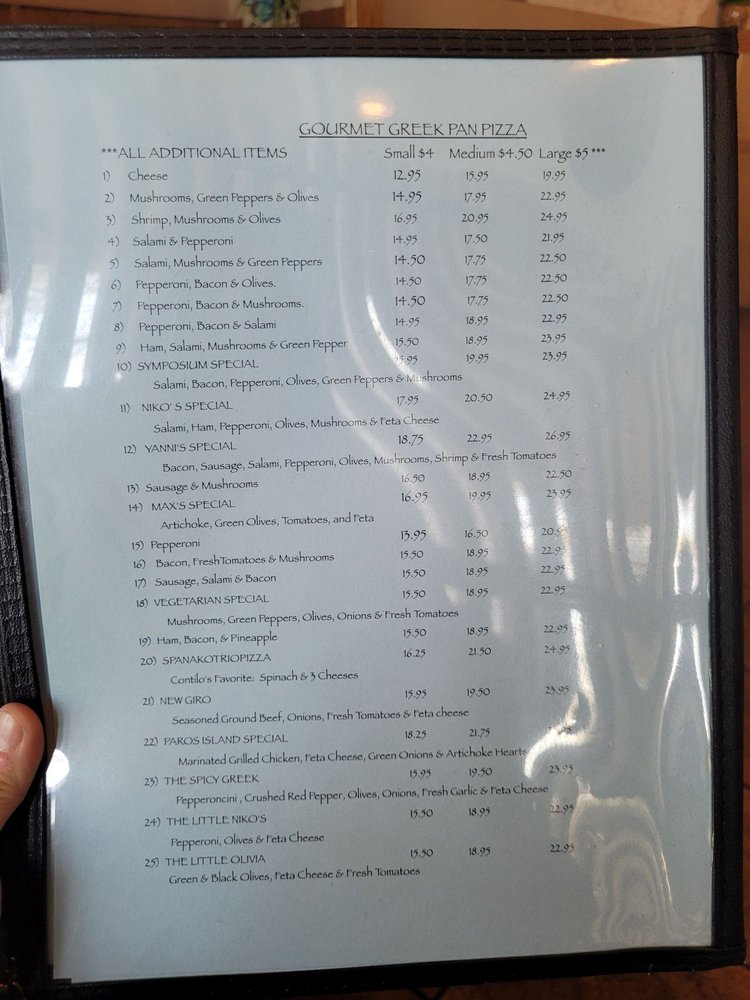 GOURMET GREEK PAN PIZZA
***ALL ADDITIONAL ITEMS Small $4 Medium $4.50 Large $5 ***
1) Cheese 12.95 15.95 19.95
2) Mushrooms, Green Peppers & Olives 14.95 17.95 22.95
3) Shrimp, Mushrooms & Olives 16.95 20.95 24.95
4) Salami & Pepperoni 14.95 17.50 21.95
5) Salami, Mushrooms & Green Peppers 14.50 17.75 22.50
6) Pepperoni, Bacon & Olives. 14.50 17.75 22.50
7) Pepperoni, Bacon & Mushrooms. 14.50 17.75 22.50
8) Pepperoni, Bacon & Salami 14.95 18.95 22.95
9) Ham, Salami, Mushrooms & Green Pepper 15.50 18.95 23.95
10) SYMPOSIUM SPECIAL 15.95 19.95 23.95
Salami, Bacon, Pepperoni, Olives, Green Peppers & Mushrooms
11) NIKO' S SPECIAL 17.95 20.50 24.95
Salami, Ham, Pepperoni, Olives, Mushrooms & Feta Cheese
12) YANNI'S SPECIAL 18.75 22.95 26.95
Bacon, Sausage, Salami, Pepperoni, Olives, Mushrooms, Shrimp & Fresh Tomatoes
13) Sausage & Mushrooms 16.50 18.95 22.50
14) MAX'S SPECIAL 16.95 19.95 23.95
Artichoke, Green Olives, Tomatoes, and Feta
15) Pepperoni 13.95 16.50
16) Bacon, FreshTomatoes & Mushrooms 15.50 18.95 22.95
17) Sausage, Salami & Bacon 15.50 18.95 22.95
18) VEGETARIAN SPECIAL 15.50 18.95 22.95
Mushrooms, Green Peppers, Olives, Onions & Fresh Tomatoes
19) Ham, Bacon, & Pineapple 15.50 18.95 22.95
20) SPANAKOTRIOPIZZA 16.25 21.50 24.95
Contilo's Favorite: Spinach & 3 Cheeses
21) NEW GIRO 15.95 19.50 23.95
Seasoned Ground Beef, Onions, Fresh Tomatoes & Feta cheese
22) PAROS ISLAND SPECIAL 18.25 21.75
Marinated Grilled Chicken, Feta Cheese, Green Onions & Artichoke Hearts
23) THE SPICY GREEK 15.95 19.50 23.95
Pepperoncini , Crushed Red Pepper, Olives, Onions, Fresh Garlic & Feta Cheese
24) THE LITTLE NIKO'S 15.50 18.95 22.95
Pepperoni, Olives & Feta Cheese
25) THE LITTLE OLIVIA 15.50 18.95 22.95
Green & Black Olives, Feta Cheese & Fresh Tomatoes